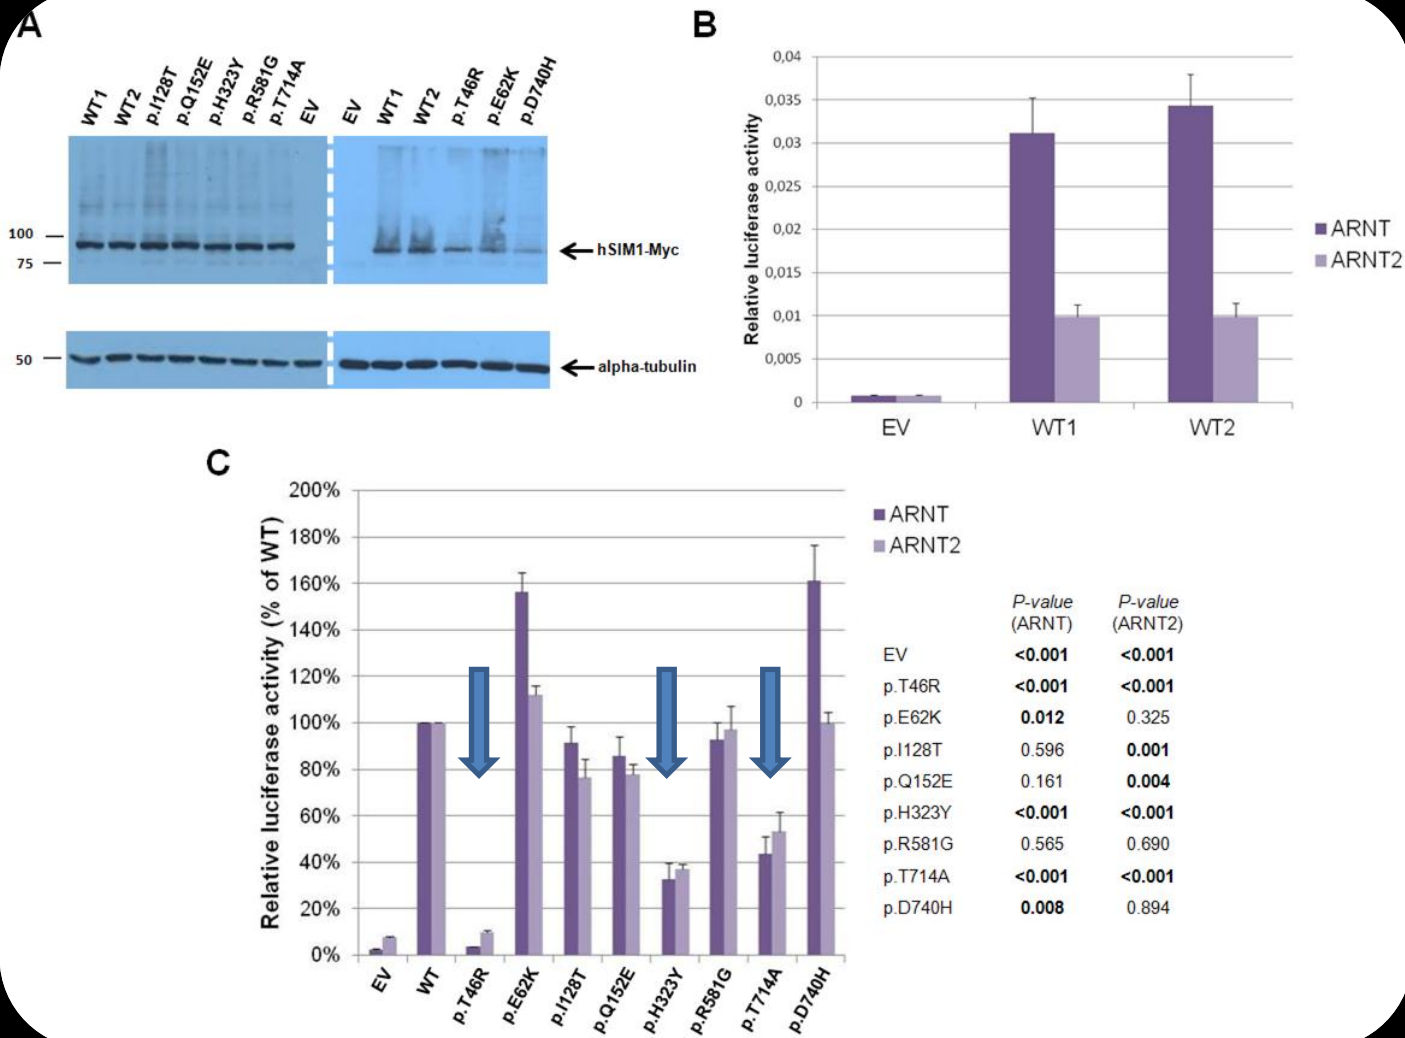 A
WT1
WT2
p.I128T
p.Q152E
p.H323Y
p.R581G
p.T714A
EV
EV
WT1
WT2
p.T46R
p.E62K
p.D740H
100
75
hSIM1-Myc
50
alpha-tubulin
B
Relative luciferase activity
0,04
0,035
0,03
0,025
0,02
0,015
0,01
0,005
0
EV
WT1
WT2
ARNT
ARNT2
C
Relative luciferase activity (% of WT)
200%
180%
160%
140%
120%
100%
80%
60%
40%
20%
0%
EV
WT
p.T46R
p.E62K
p.I128T
p.Q152E
p.H323Y
p.R581G
p.T714A
p.D740H
ARNT
ARNT2
P-value P-value
(ARNT) (ARNT2)
EV <0.001 <0.001
p.T46R <0.001 <0.001
p.E62K 0.012 0.325
p.I128T 0.596 0.001
p.Q152E 0.161 0.004
p.H323Y <0.001 <0.001
p.R581G 0.565 0.690
p.T714A <0.001 <0.001
p.D740H 0.008 0.894